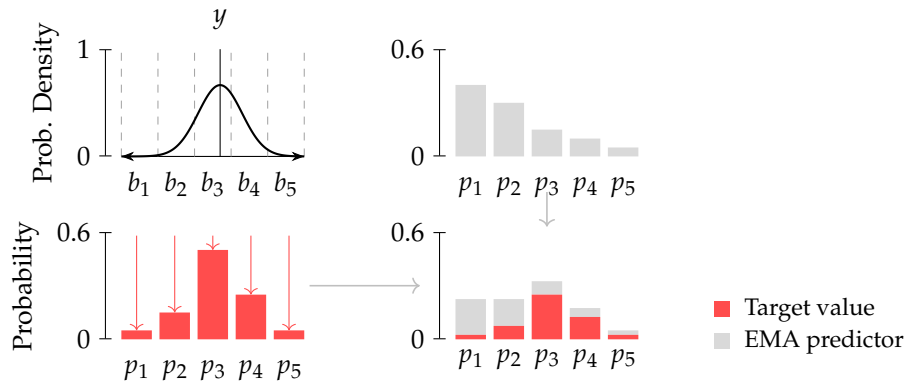 y
Prob. Density
1
0
b1 b2 b3 b4 b5
0.6
0
p1 p2 p3 p4 p5
Probability
0.6
0
p1 p2 p3 p4 p5
0.6
0
p1 p2 p3 p4 p5
Target value
EMA predictor